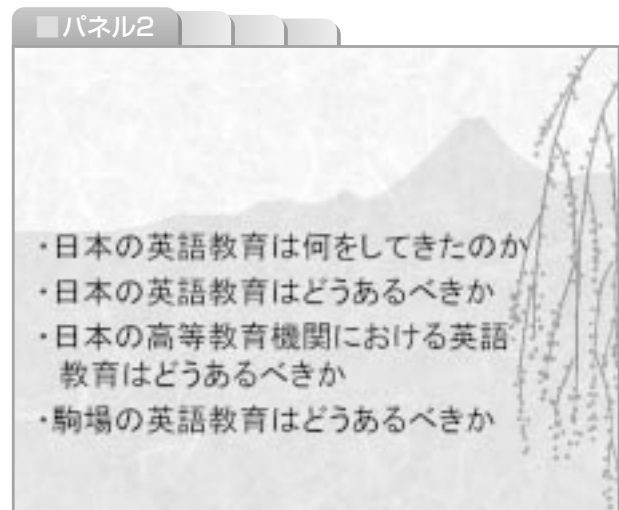 ■パネル2
・日本の英語教育は何をしてきたのか
・日本の英語教育はどうあるべきか
・日本の高等教育機関における英語
教育はどうあるべきか
・駒場の英語教育はどうあるべきか